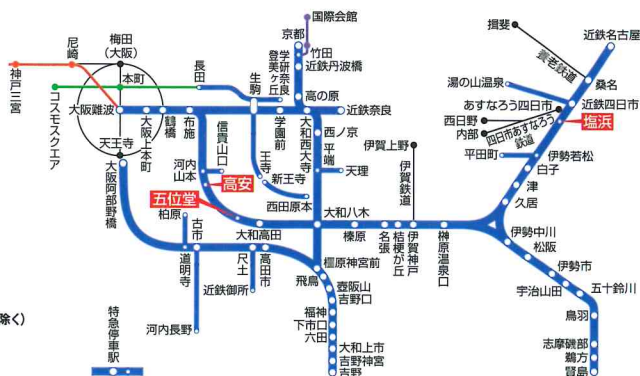 国際会館
京都
竹田
近鉄丹波橋
梅田
(大阪)
尼崎
神戸三宮
本町
コスモスクエア
長田
生駒
学研奈良
登美ヶ丘
高の原
大阪難波
大阪上本町
鶴橋
布施
学園前
大和西大寺
近鉄奈良
天王寺
大阪阿部野橋
河内山本
信貴山口
高安
王寺
新王寺
西田原本
西ノ京
平端
天理
五位堂
柏原
道明寺
古市
河内長野
大和高田
尺土
近鉄御所
高田市
大和八木
橿原神宮前
飛鳥
壺阪山
吉野口
福神
下市口
六田
大和上市
吉野神宮
吉野
伊賀上野
伊賀鉄道
榛原
名張
桔梗が丘
伊賀神戸
榊原温泉口
揖斐
養老鉄道
近鉄名古屋
桑名
湯の山温泉
あすなろう四日市
近鉄四日市
西日野
内部
四日市あすなろう
鉄道
塩浜
平田町
伊勢若松
白子
津
久居
伊勢中川
松阪
伊勢市
宇治山田
五十鈴川
鳥羽
志摩磯部
鵜方
賢島
除く)
特急停車駅